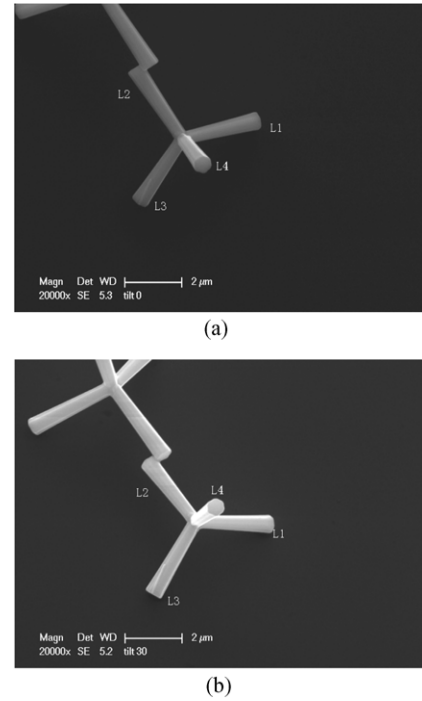 L2
L1
L4
L3
Magn Det WD 2 µm
20000x SE 5.3 tilt 0
(a)
L2
L4
L1
L3
Magn Det WD 2 µm
20000x SE 5.2 tilt 30
(b)